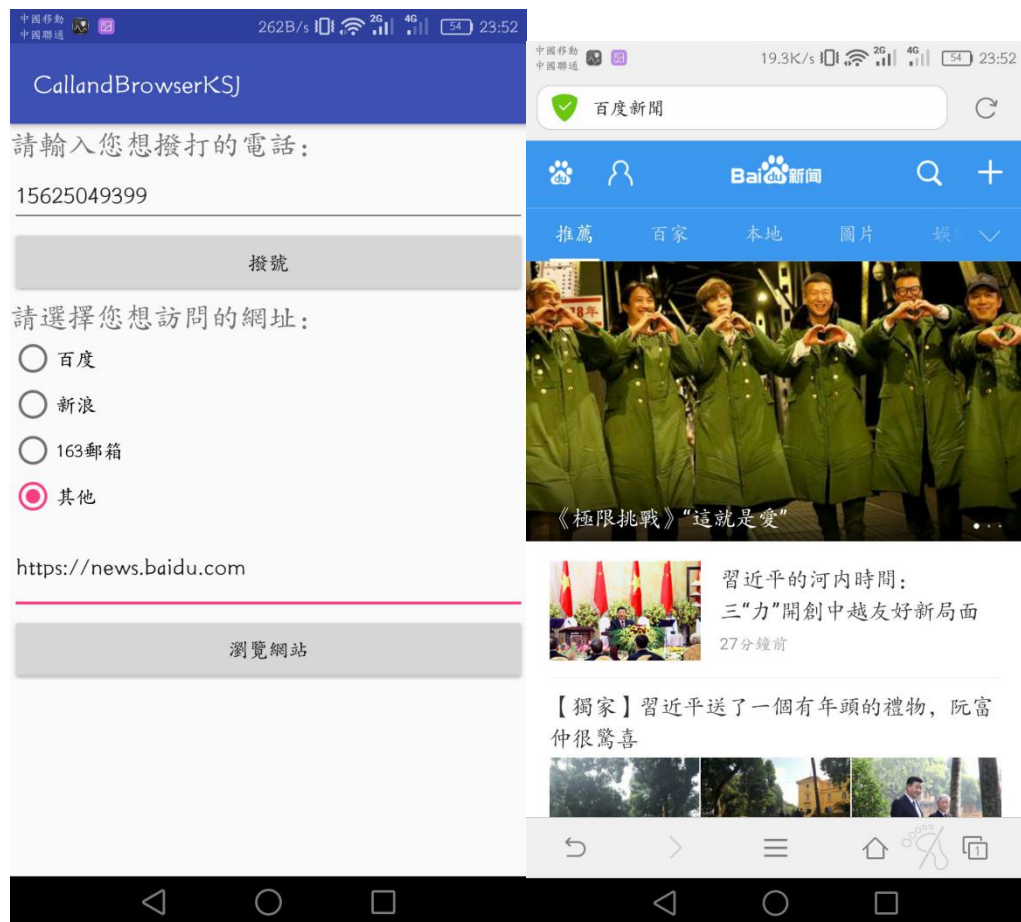 中國移動
中國聯通
262B/s
2G
4G
54
23:52
CallandBrowserKSJ
請輸入您想撥打的電話:
15625049399
撥號
請選擇您想訪問的網址:
百度
新浪
163郵箱
其他
https://news.baidu.com
瀏覽網站
中國移動
中國聯通
19.3K/s
2G
4G
54
23:52
百度新聞
du
Bai du 新闻
推薦 百家 本地 圖片
《極限挑戰》“這就是愛”
習近平的河内時間:
三“力”開創中越友好新局面
27分鐘前
【獨家】習近平送了一個有年頭的禮物，阮富
仲很驚喜
1